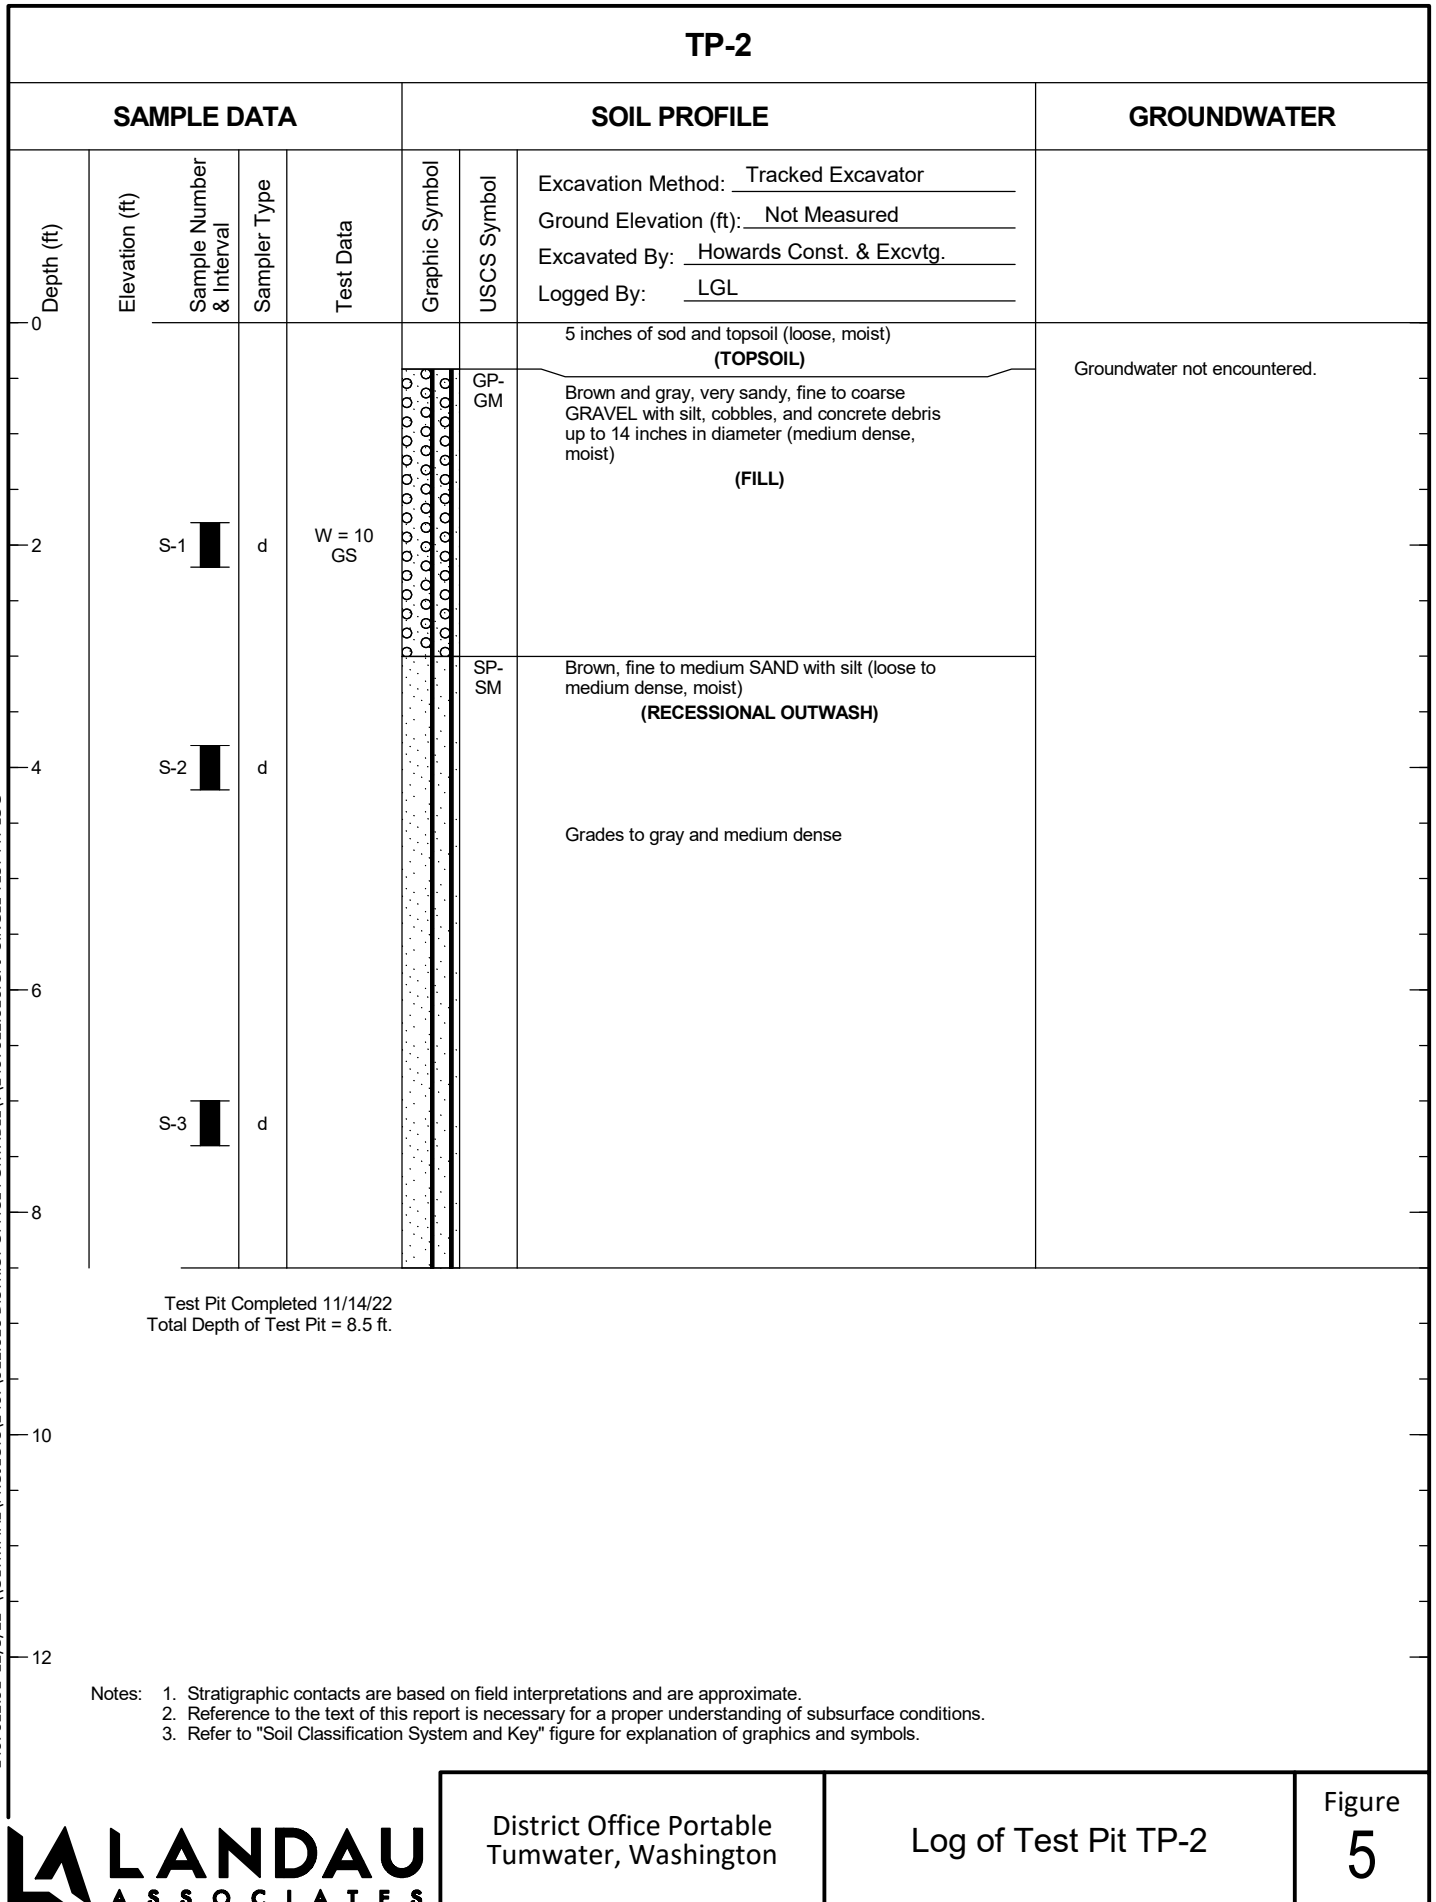 TP-2
SAMPLE DATA
SOIL PROFILE
GROUNDWATER
Depth (ft)
Elevation (ft)
Sample Number
& Interval
Sampler Type
Test Data
Graphic Symbol
USCS Symbol
Excavation Method: Tracked Excavator
Ground Elevation (ft): Not Measured
Excavated By: Howards Const. & Excvtg.
Logged By: LGL
0
5 inches of sod and topsoil (loose, moist)
(TOPSOIL)
Groundwater not encountered.
GP-
GM
Brown and gray, very sandy, fine to coarse
GRAVEL with silt, cobbles, and concrete debris
up to 14 inches in diameter (medium dense,
moist)
(FILL)
2
S-1
d
W = 10
GS
SP-
SM
Brown, fine to medium SAND with silt (loose to
medium dense, moist)
(RECESSIONAL OUTWASH)
4
S-2
d
Grades to gray and medium dense
6
S-3
d
8
Test Pit Completed 11/14/22
Total Depth of Test Pit = 8.5 ft.
10
12
Notes: 1. Stratigraphic contacts are based on field interpretations and are approximate.
2. Reference to the text of this report is necessary for a proper understanding of subsurface conditions.
3. Refer to "Soil Classification System and Key" figure for explanation of graphics and symbols.
LANDAU
ASSOCIATES
District Office Portable
Tumwater, Washington
Log of Test Pit TP-2
Figure
5